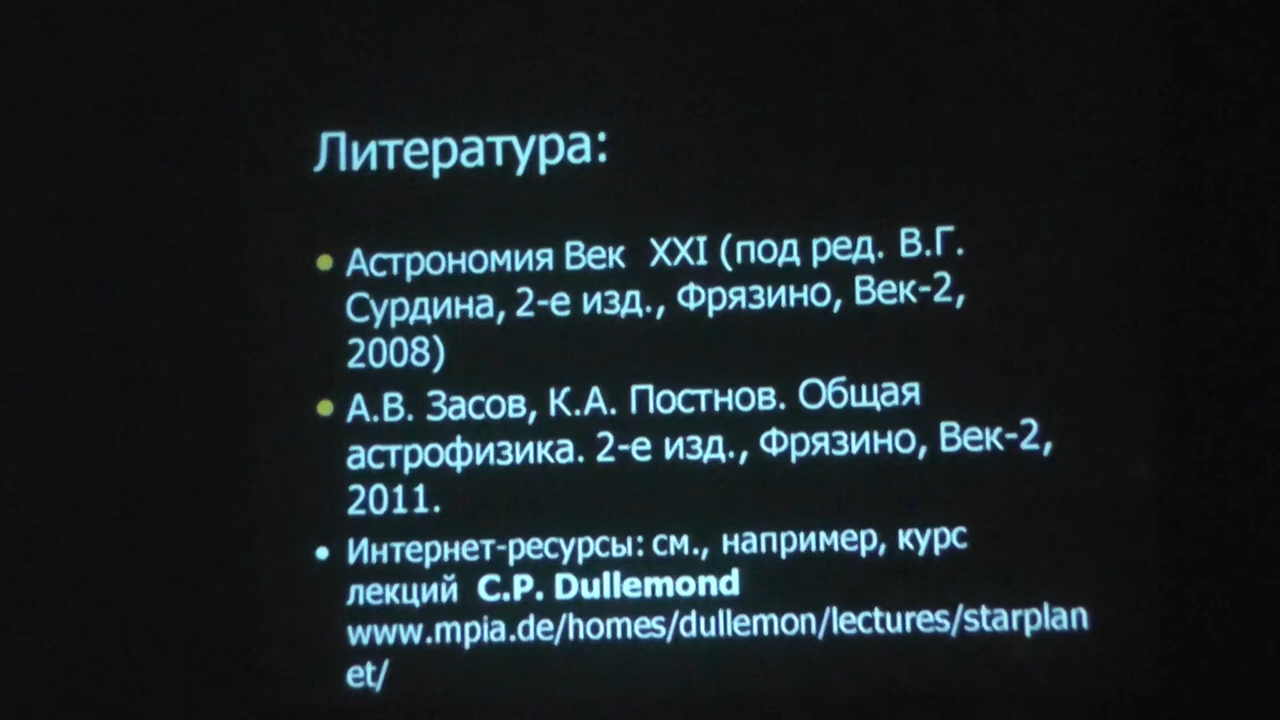 Литература:
• Астрономия Век XXI (под ред. В.Г.
Сурдина, 2-е изд., Фрязино, Век-2,
2008)
• А.В. Засов, К.А. Постнов. Общая
астрофизика. 2-е изд., Фрязино, Век-2,
2011.
• Интернет-ресурсы: см., например, курс
лекций C.P. Dullemond
www.mpia.de/homes/dullemon/lectures/starplan
et/